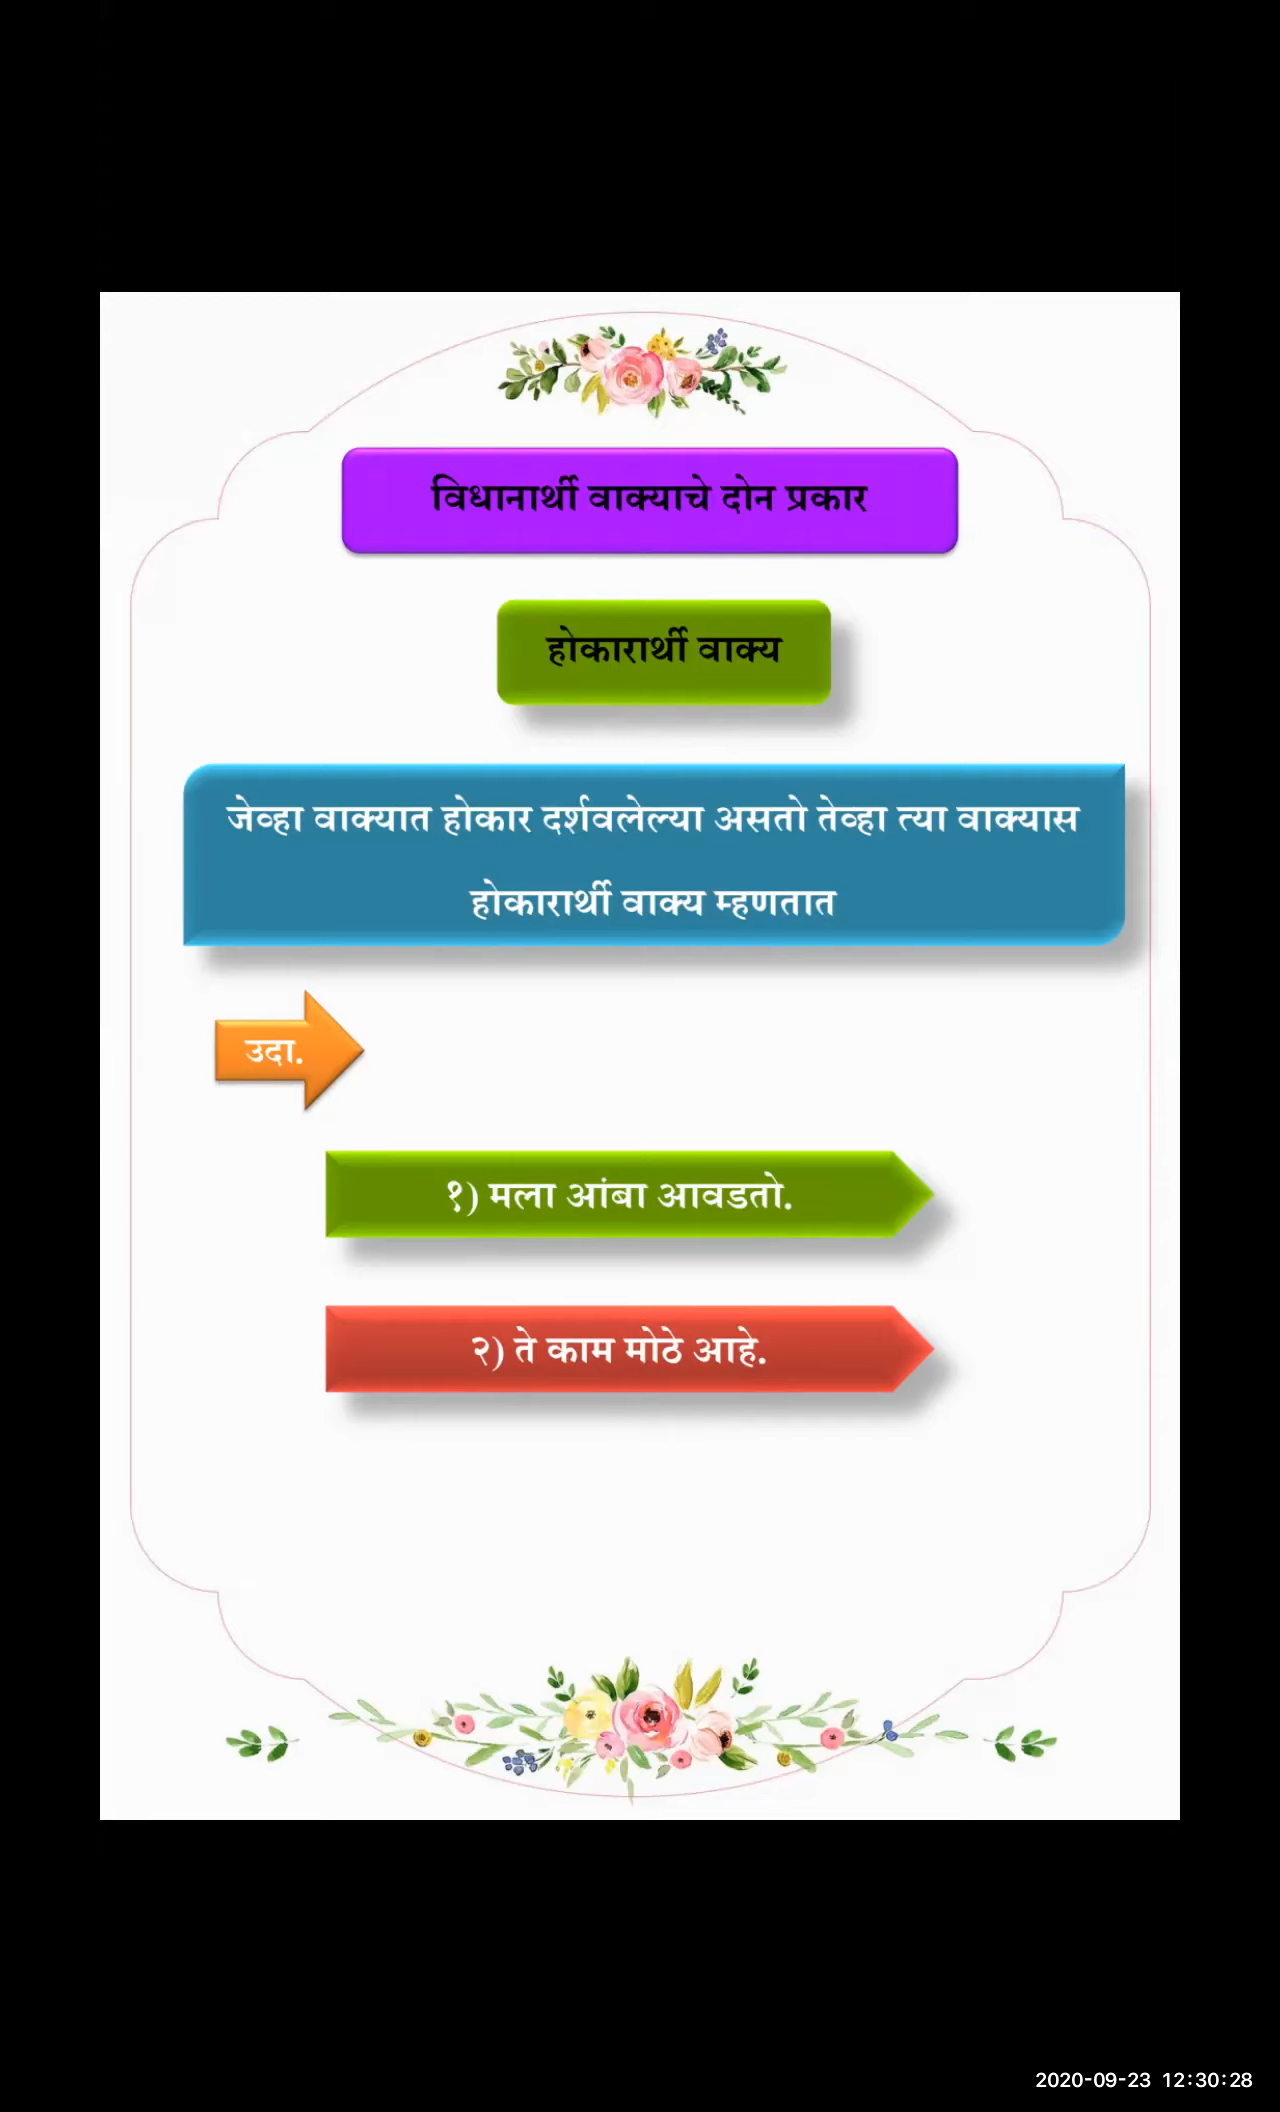 विधानार्थी वाक्याचे दोन प्रकार
होकारार्थी वाक्य
जेव्हा वाक्यात होकार दर्शवलेल्या असतो तेव्हा त्या वाक्यास
होकारार्थी वाक्य म्हणतात
उदा.
१) मला आंबा आवडतो.
२) ते काम मोठे आहे.
2020-09-23 12:30:28